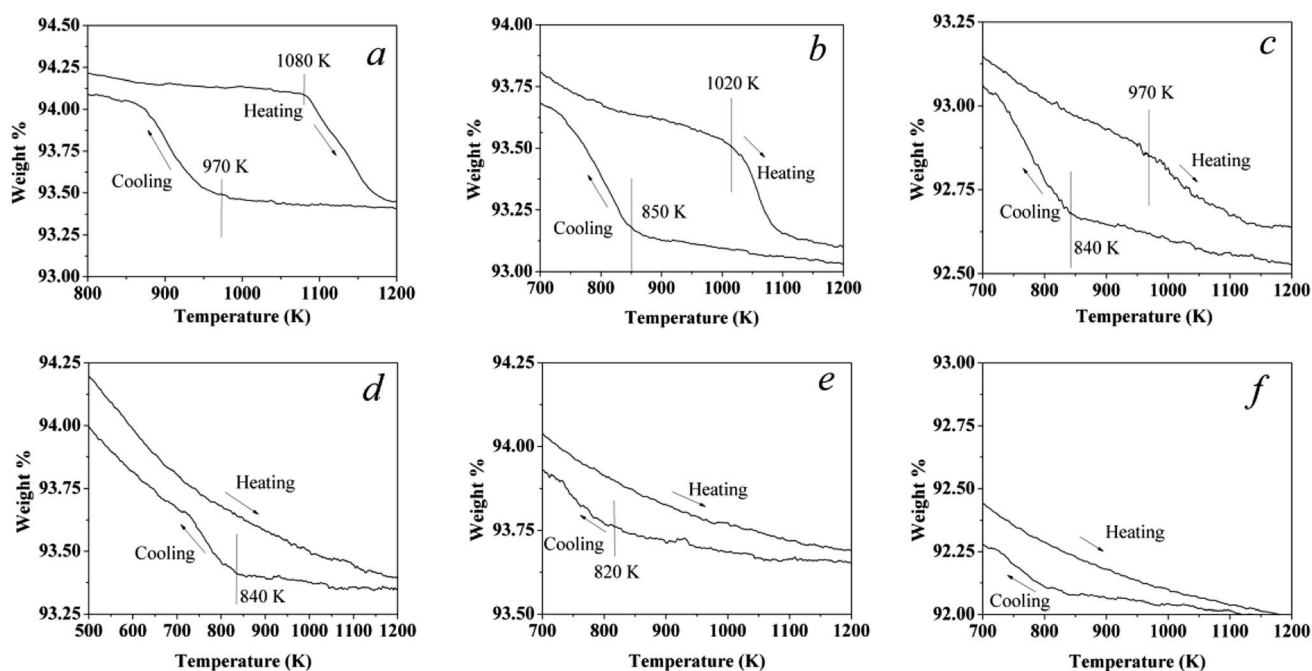 a
94.50
94.25
94.00
93.75
93.50
93.25
93.00
Weight %
1080 K
Heating
970 K
Cooling
800 900 1000 1100 1200
Temperature (K)
b
94.00
93.75
93.50
93.25
93.00
Weight %
1020 K
Heating
850 K
Cooling
700 800 900 1000 1100 1200
Temperature (K)
c
93.25
93.00
92.75
92.50
Weight %
970 K
Heating
Cooling
840 K
700 800 900 1000 1100 1200
Temperature (K)
d
94.25
94.00
93.75
93.50
93.25
Weight %
Heating
Cooling
840 K
500 600 700 800 900 1000 1100 1200
Temperature (K)
e
94.25
94.00
93.75
93.50
Weight %
Heating
Cooling
820 K
700 800 900 1000 1100 1200
Temperature (K)
f
93.00
92.75
92.50
92.25
92.00
Weight %
Heating
Cooling
700 800 900 1000 1100 1200
Temperature (K)